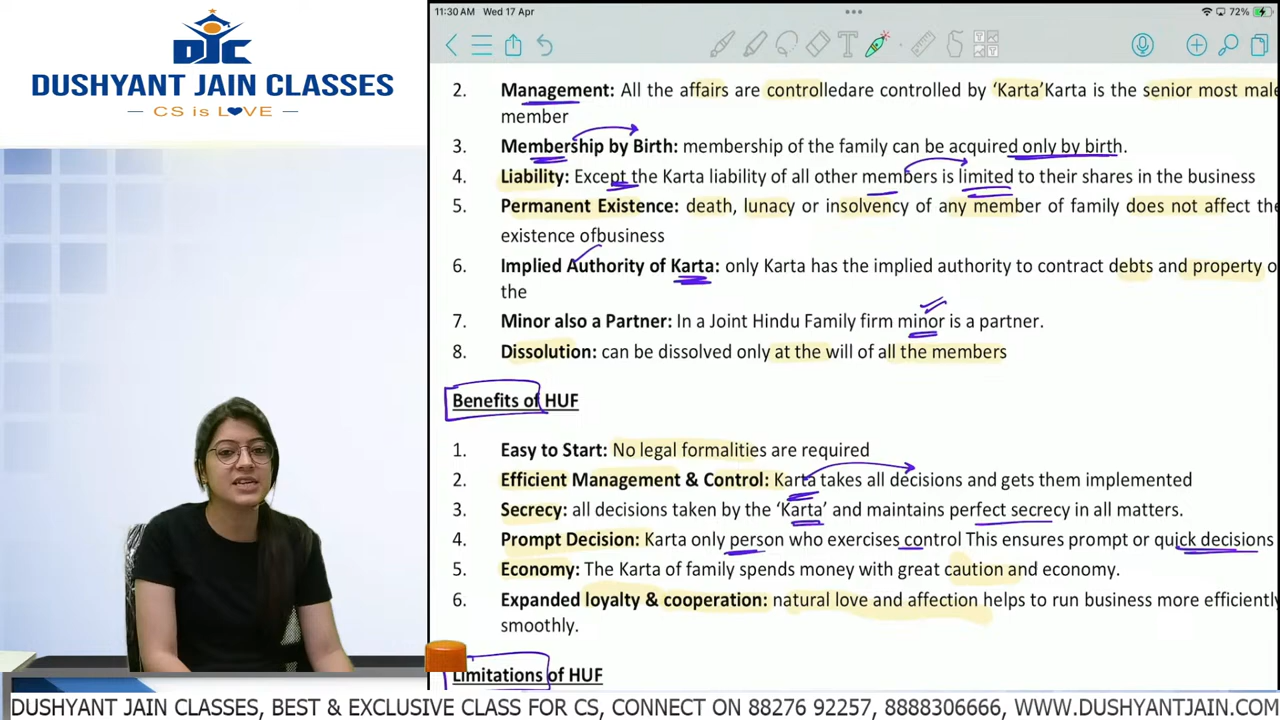 DJC
DUSHYANT JAIN CLASSES
CS is L VE
11:30 AM Wed 17 Apr
72%
2. Management: All the affairs are controlledare controlled by ‘Karta’Karta is the senior most male
member
3. Membership by Birth: membership of the family can be acquired only by birth.
4. Liability: Except the Karta liability of all other members is limited to their shares in the business
5. Permanent Existence: death, lunacy or insolvency of any member of family does not affect the
existence ofbusiness
6. Implied Authority of Karta: only Karta has the implied authority to contract debts and property o
the
7. Minor also a Partner: In a Joint Hindu Family firm minor is a partner.
8. Dissolution: can be dissolved only at the will of all the members
Benefits of HUF
1. Easy to Start: No legal formalities are required
2. Efficient Management & Control: Karta takes all decisions and gets them implemented
3. Secrecy: all decisions taken by the ‘Karta’ and maintains perfect secrecy in all matters.
4. Prompt Decision: Karta only person who exercises control This ensures prompt or quick decisions
5. Economy: The Karta of family spends money with great caution and economy.
6. Expanded loyalty & cooperation: natural love and affection helps to run business more efficiently
smoothly.
Limitations of HUF
DUSHYANT JAIN CLASSES, BEST & EXCLUSIVE CLASS FOR CS, CONNECT ON 88276 92257, 8888306666, WWW.DUSHYANTJAIN.COM